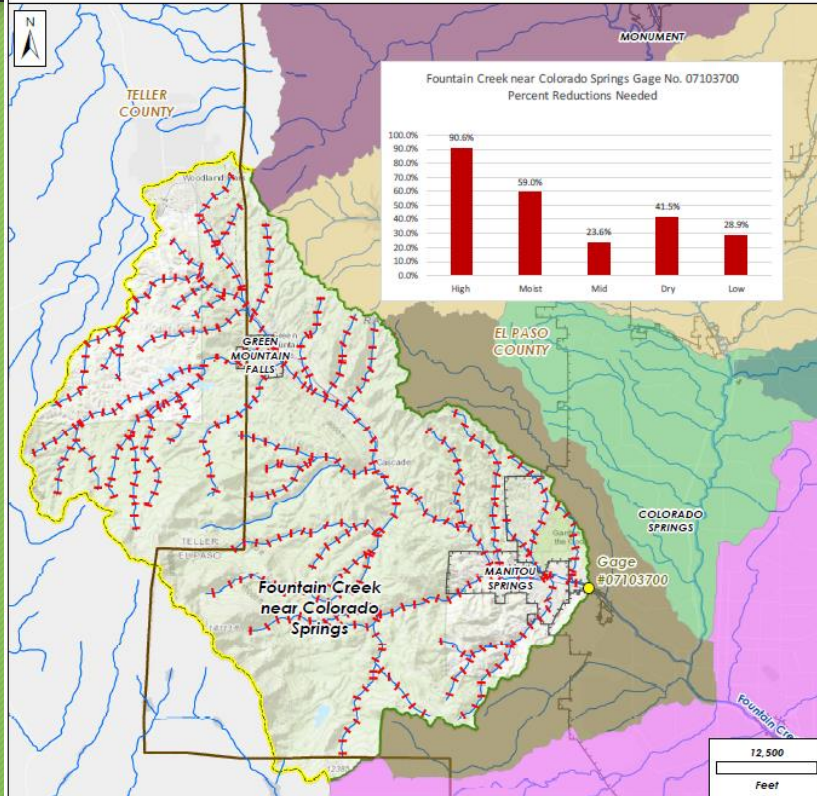 N
MONUMENT
TELLER
COUNTY
Fountain Creek near Colorado Springs Gage No. 07103700
Percent Reductions Needed
100.0%
90.0%
80.0%
70.0%
60.0%
50.0%
40.0%
30.0%
20.0%
10.0%
0.0%
90.6%
59.0%
23.6%
41.5%
28.9%
High
Moist
Mid
Dry
Low
Woodland
EL PASO
COUNTY
GREEN
MOUNTAIN
FALLS
Cascade
COLORADO
SPRINGS
TELLER
EL PASO
MANITOU
SPRINGS
Gage
#07103700
Fountain Creek
near Colorado
Springs
Fountain Cre
12,500
Feet